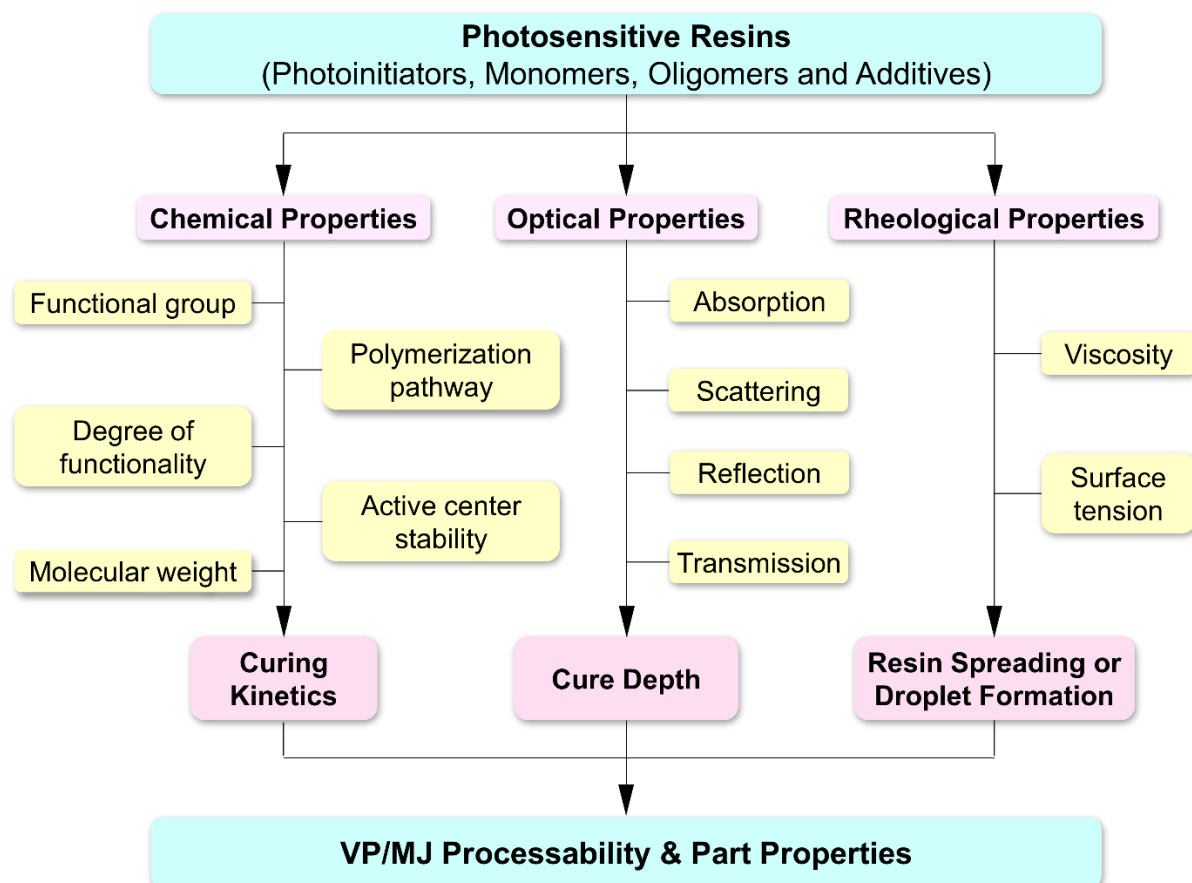 Photosensitive Resins
(Photoinitiators, Monomers, Oligomers and Additives)
Chemical Properties
Optical Properties
Rheological Properties
Functional group
Polymerization
pathway
Degree of
functionality
Active center
stability
Molecular weight
Absorption
Scattering
Reflection
Transmission
Viscosity
Surface
tension
Curing
Kinetics
Cure Depth
Resin Spreading or
Droplet Formation
VP/MJ Processability & Part Properties